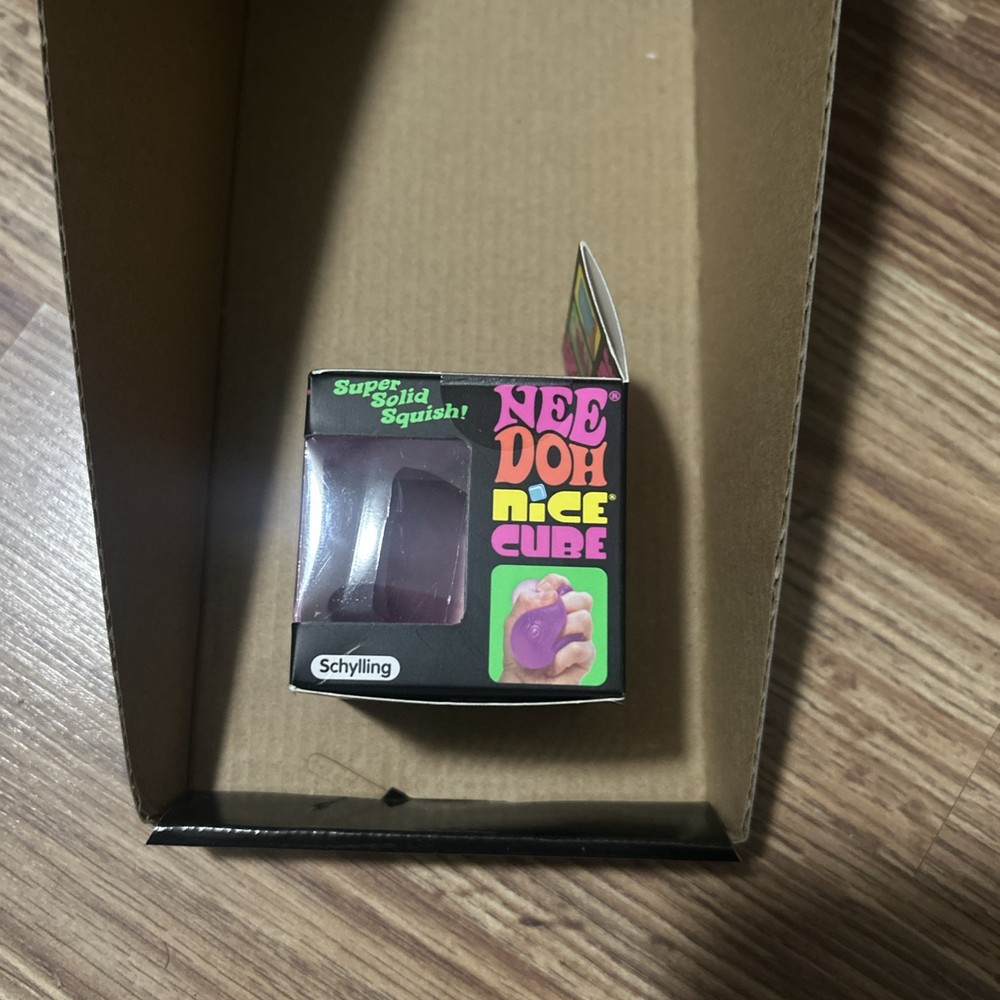 Super
Solid
Squish!
NEE®
DOH
NICE®
CUBE
Schylling